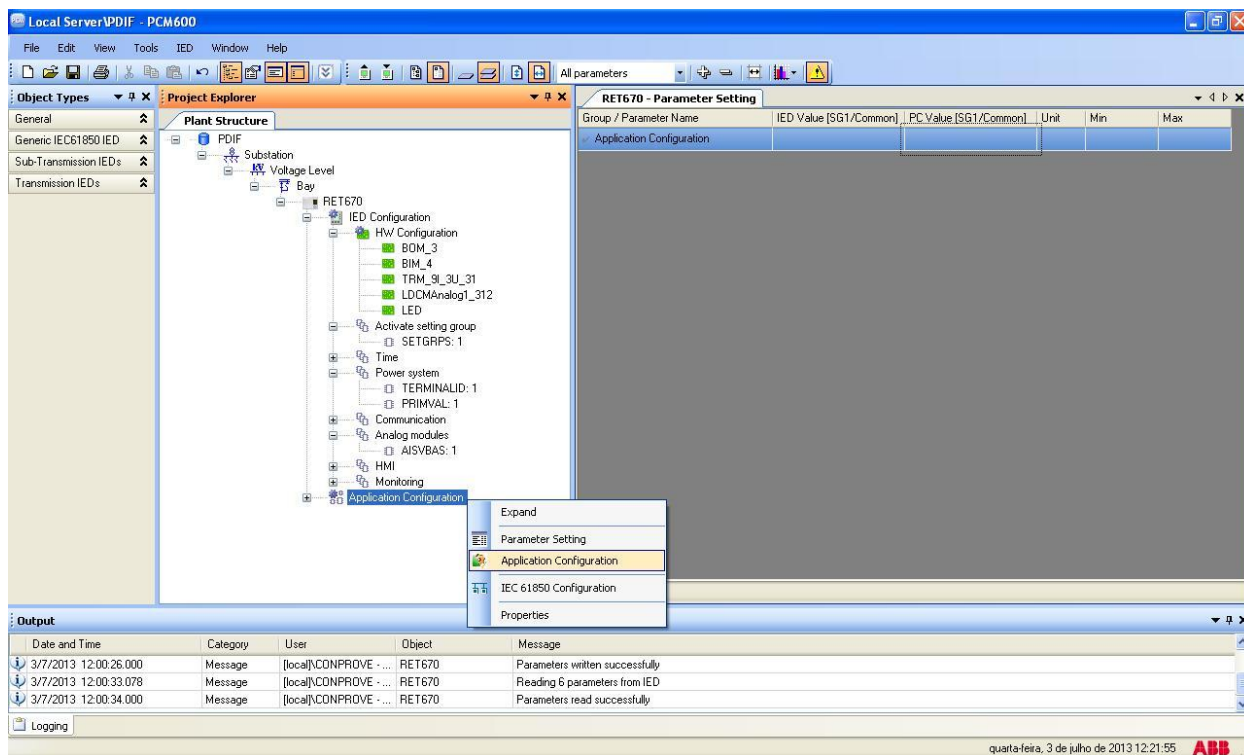 Local Server\PDIF - PCM600
File Edit View Tools IED Window Help
All parameters
Object Types
General
Generic IEC61850 IED
Sub-Transmission IEDs
Transmission IEDs
Project Explorer
Plant Structure
PDIF
Substation
Voltage Level
Bay
RET670
IED Configuration
HW Configuration
BOM_3
BIM_4
TRM_9I_3U_31
LDCMAnalog1_312
LED
Activate setting group
SETGRPS: 1
Time
Power system
TERMINALID: 1
PRIMVAL: 1
Communication
Analog modules
AISVBAS: 1
HMI
Monitoring
Application Configuration
Expand
Parameter Setting
Application Configuration
IEC 61850 Configuration
Properties
RET670 - Parameter Setting
Group / Parameter Name IED Value [SG1/Common] PC Value [SG1/Common] Unit Min Max
Application Configuration
Output
Date and Time Category User Object Message
3/7/2013 12:00:26.000 Message [local]\CONPROVE - ... RET670 Parameters written successfully
3/7/2013 12:00:33.078 Message [local]\CONPROVE - ... RET670 Reading 6 parameters from IED
3/7/2013 12:00:34.000 Message [local]\CONPROVE - ... RET670 Parameters read successfully
Logging
quarta-feira, 3 de julho de 2013 12:21:55 ABB